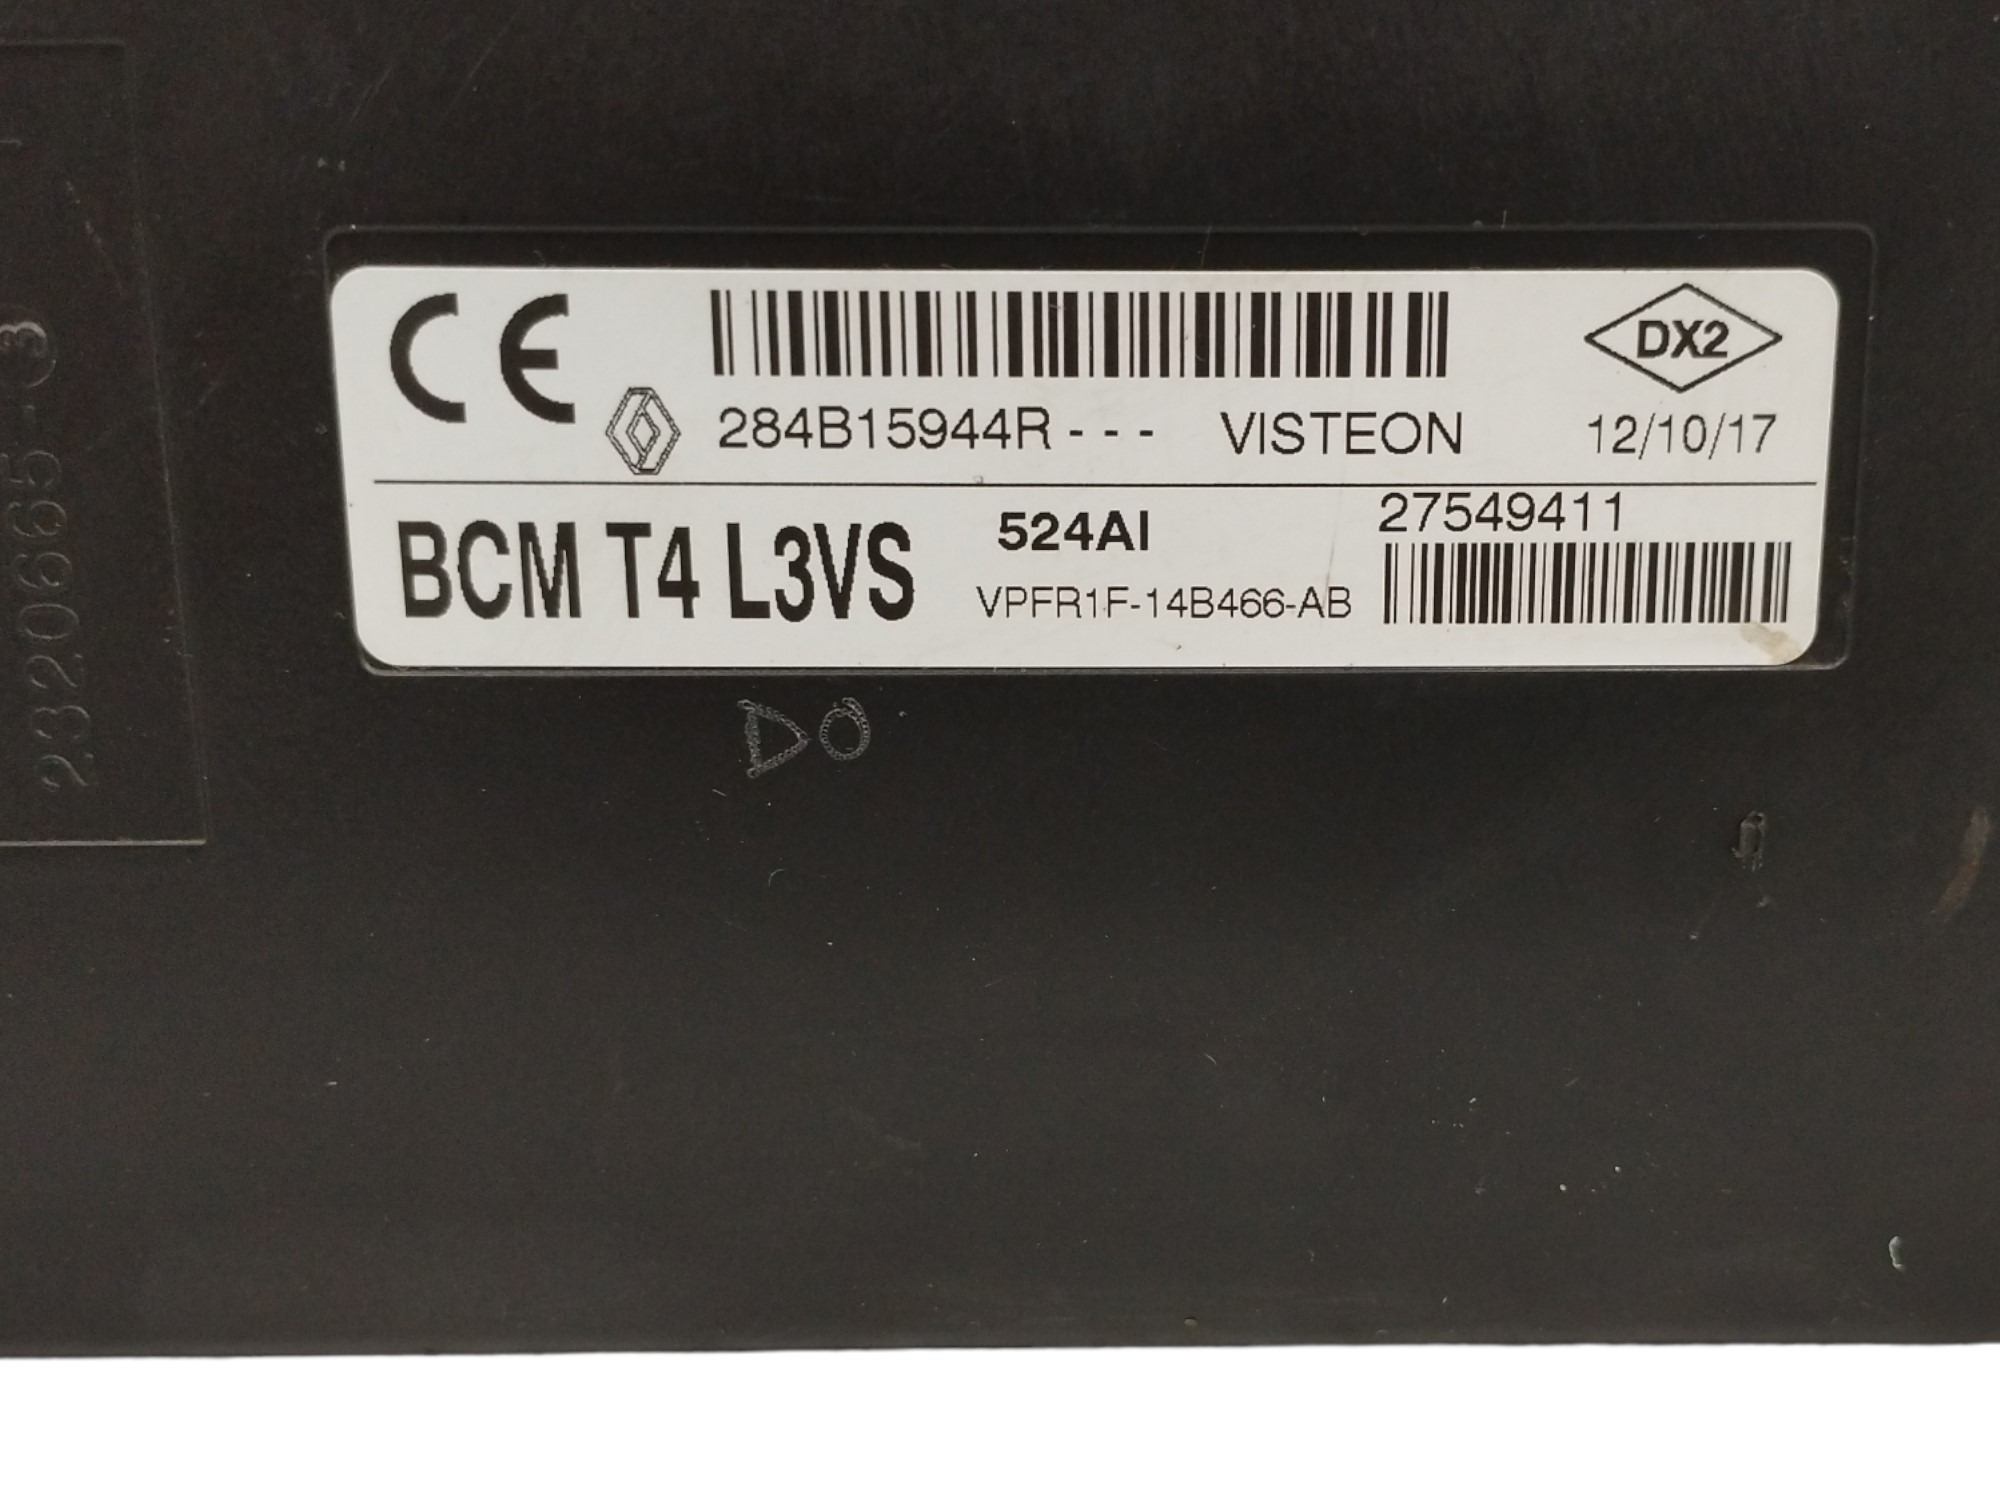 CE
DX2
284B15944R--- VISTEON 12/10/17
BCM T4 L3VS
524AI
27549411
VPFR1F-14B466-AB
2320665-3